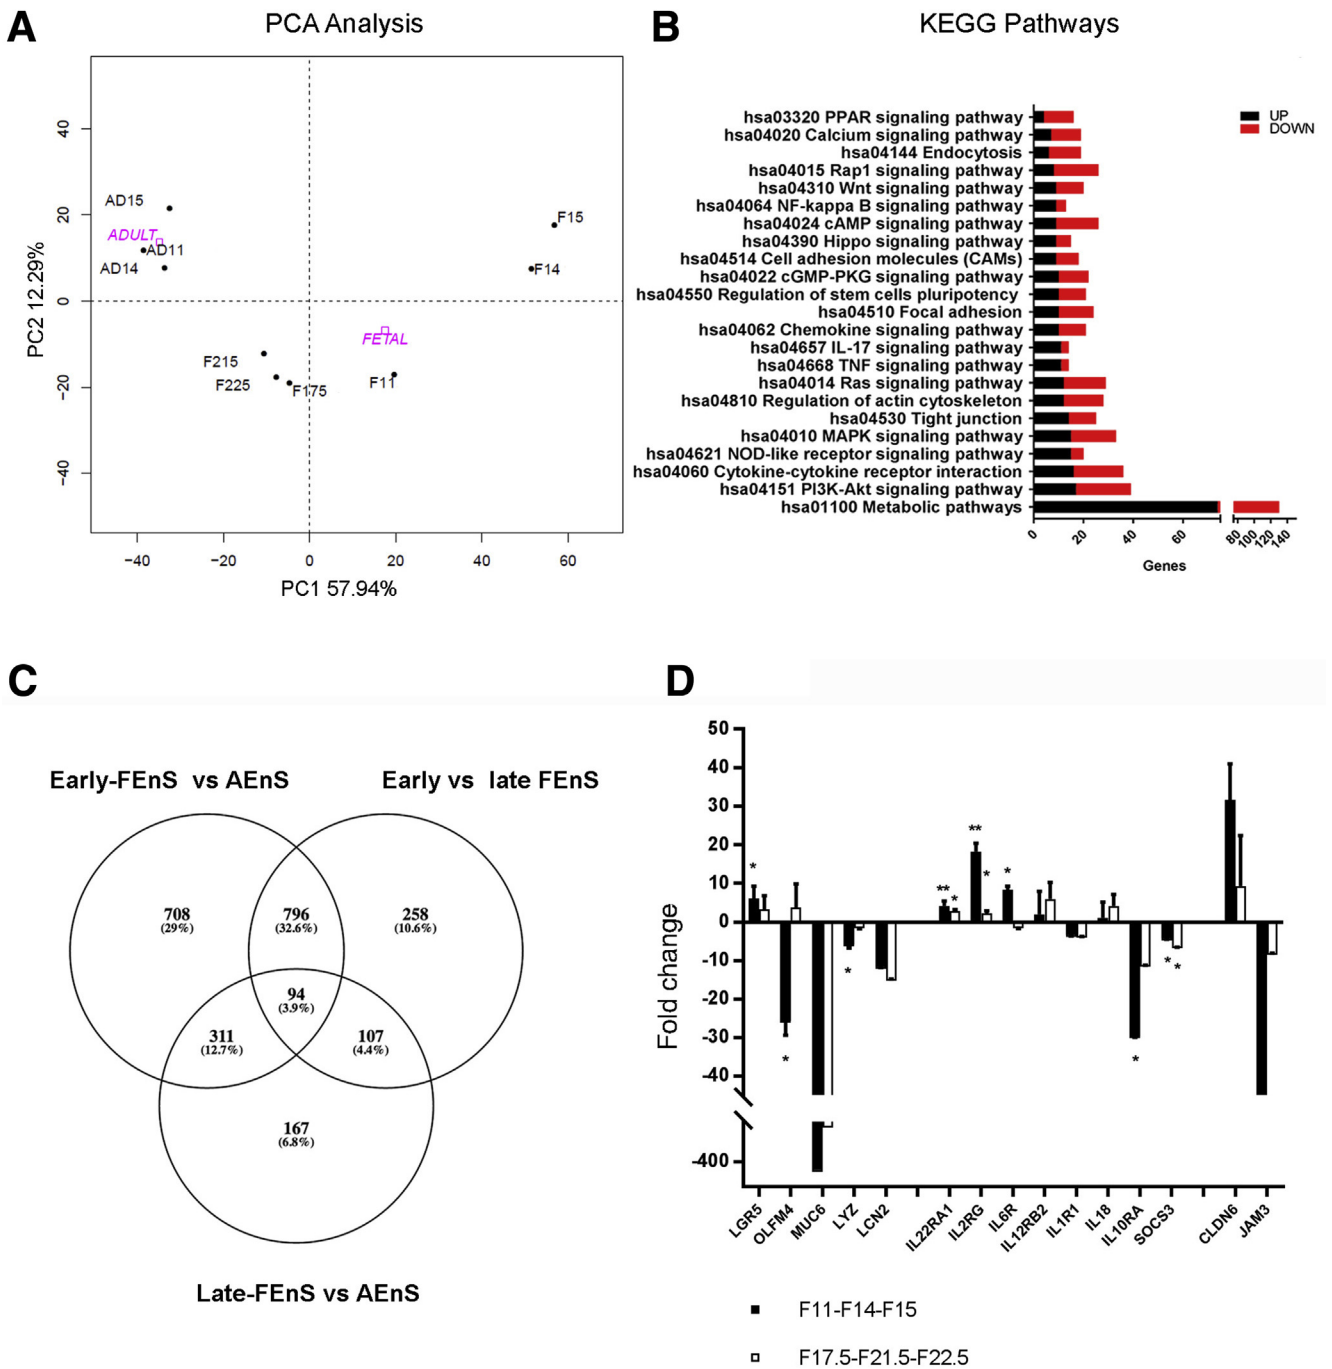 A
PCA Analysis
40
20
0
−20
−40
PC2 12.29%
AD15
ADULT
AD11
AD14
F15
F14
FETAL
F215
F225
F175
F11
−40
−20
0
20
40
60
PC1 57.94%
B
KEGG Pathways
UP
DOWN
hsa03320 PPAR signaling pathway
hsa04020 Calcium signaling pathway
hsa04144 Endocytosis
hsa04015 Rap1 signaling pathway
hsa04310 Wnt signaling pathway
hsa04064 NF-kappa B signaling pathway
hsa04024 cAMP signaling pathway
hsa04390 Hippo signaling pathway
hsa04514 Cell adhesion molecules (CAMs)
hsa04022 cGMP-PKG signaling pathway
hsa04550 Regulation of stem cells pluripotency
hsa04510 Focal adhesion
hsa04062 Chemokine signaling pathway
hsa04657 IL-17 signaling pathway
hsa04668 TNF signaling pathway
hsa04014 Ras signaling pathway
hsa04810 Regulation of actin cytoskeleton
hsa04530 Tight junction
hsa04010 MAPK signaling pathway
hsa04621 NOD-like receptor signaling pathway
hsa04060 Cytokine-cytokine receptor interaction
hsa04151 PI3K-Akt signaling pathway
hsa01100 Metabolic pathways
0
20
40
60
80
100
120
140
Genes
C
Early-FEnS vs AEnS
Early vs late FEnS
708
(29%)
796
(32.6%)
258
(10.6%)
94
(3.9%)
311
(12.7%)
107
(4.4%)
167
(6.8%)
Late-FEnS vs AEnS
D
50
40
30
20
10
0
-10
-20
-30
-40
-400
Fold change
*
*
*
**
*
**
*
*
*
*
*
LGR5
OLFM4
MUC6
LYZ
LCN2
IL22RA1
IL2RG
IL6R
IL12RB2
IL1R1
IL18
IL10RA
SOCS3
CLDN6
JAM3
F11-F14-F15
F17.5-F21.5-F22.5